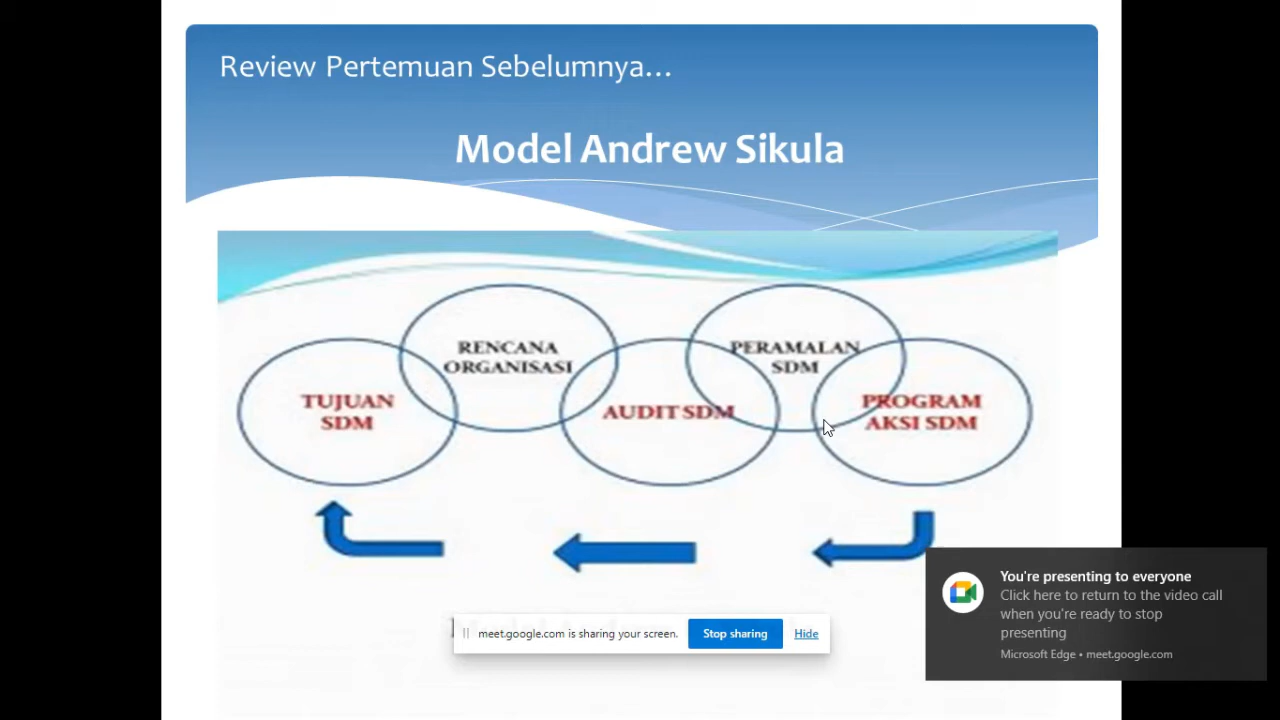 Review Pertemuan Sebelumnya...
Model Andrew Sikula
RENCANA
ORGANISASI
PERAMALAN
SDM
TUJUAN
SDM
AUDIT SDM
PROGRAM
AKSI SDM
You're presenting to everyone
Click here to return to the video call
when you're ready to stop
presenting
Microsoft Edge • meet.google.com
meet.google.com is sharing your screen. Stop sharing Hide